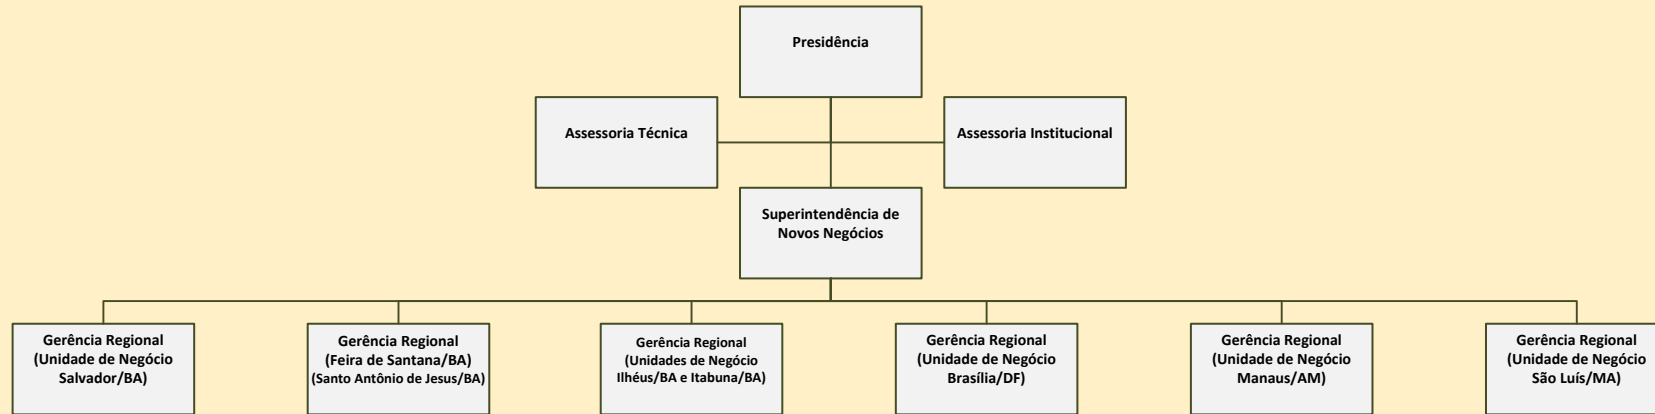 Presidência
Assessoria Técnica
Assessoria Institucional
Superintendência de
Novos Negócios
Gerência Regional
(Unidade de Negócio
Salvador/BA)
Gerência Regional
(Feira de Santana/BA)
(Santo Antônio de Jesus/BA)
Gerência Regional
(Unidades de Negócio
Ilhéus/BA e Itabuna/BA)
Gerência Regional
(Unidade de Negócio
Brasília/DF)
Gerência Regional
(Unidade de Negócio
Manaus/AM)
Gerência Regional
(Unidade de Negócio
São Luís/MA)